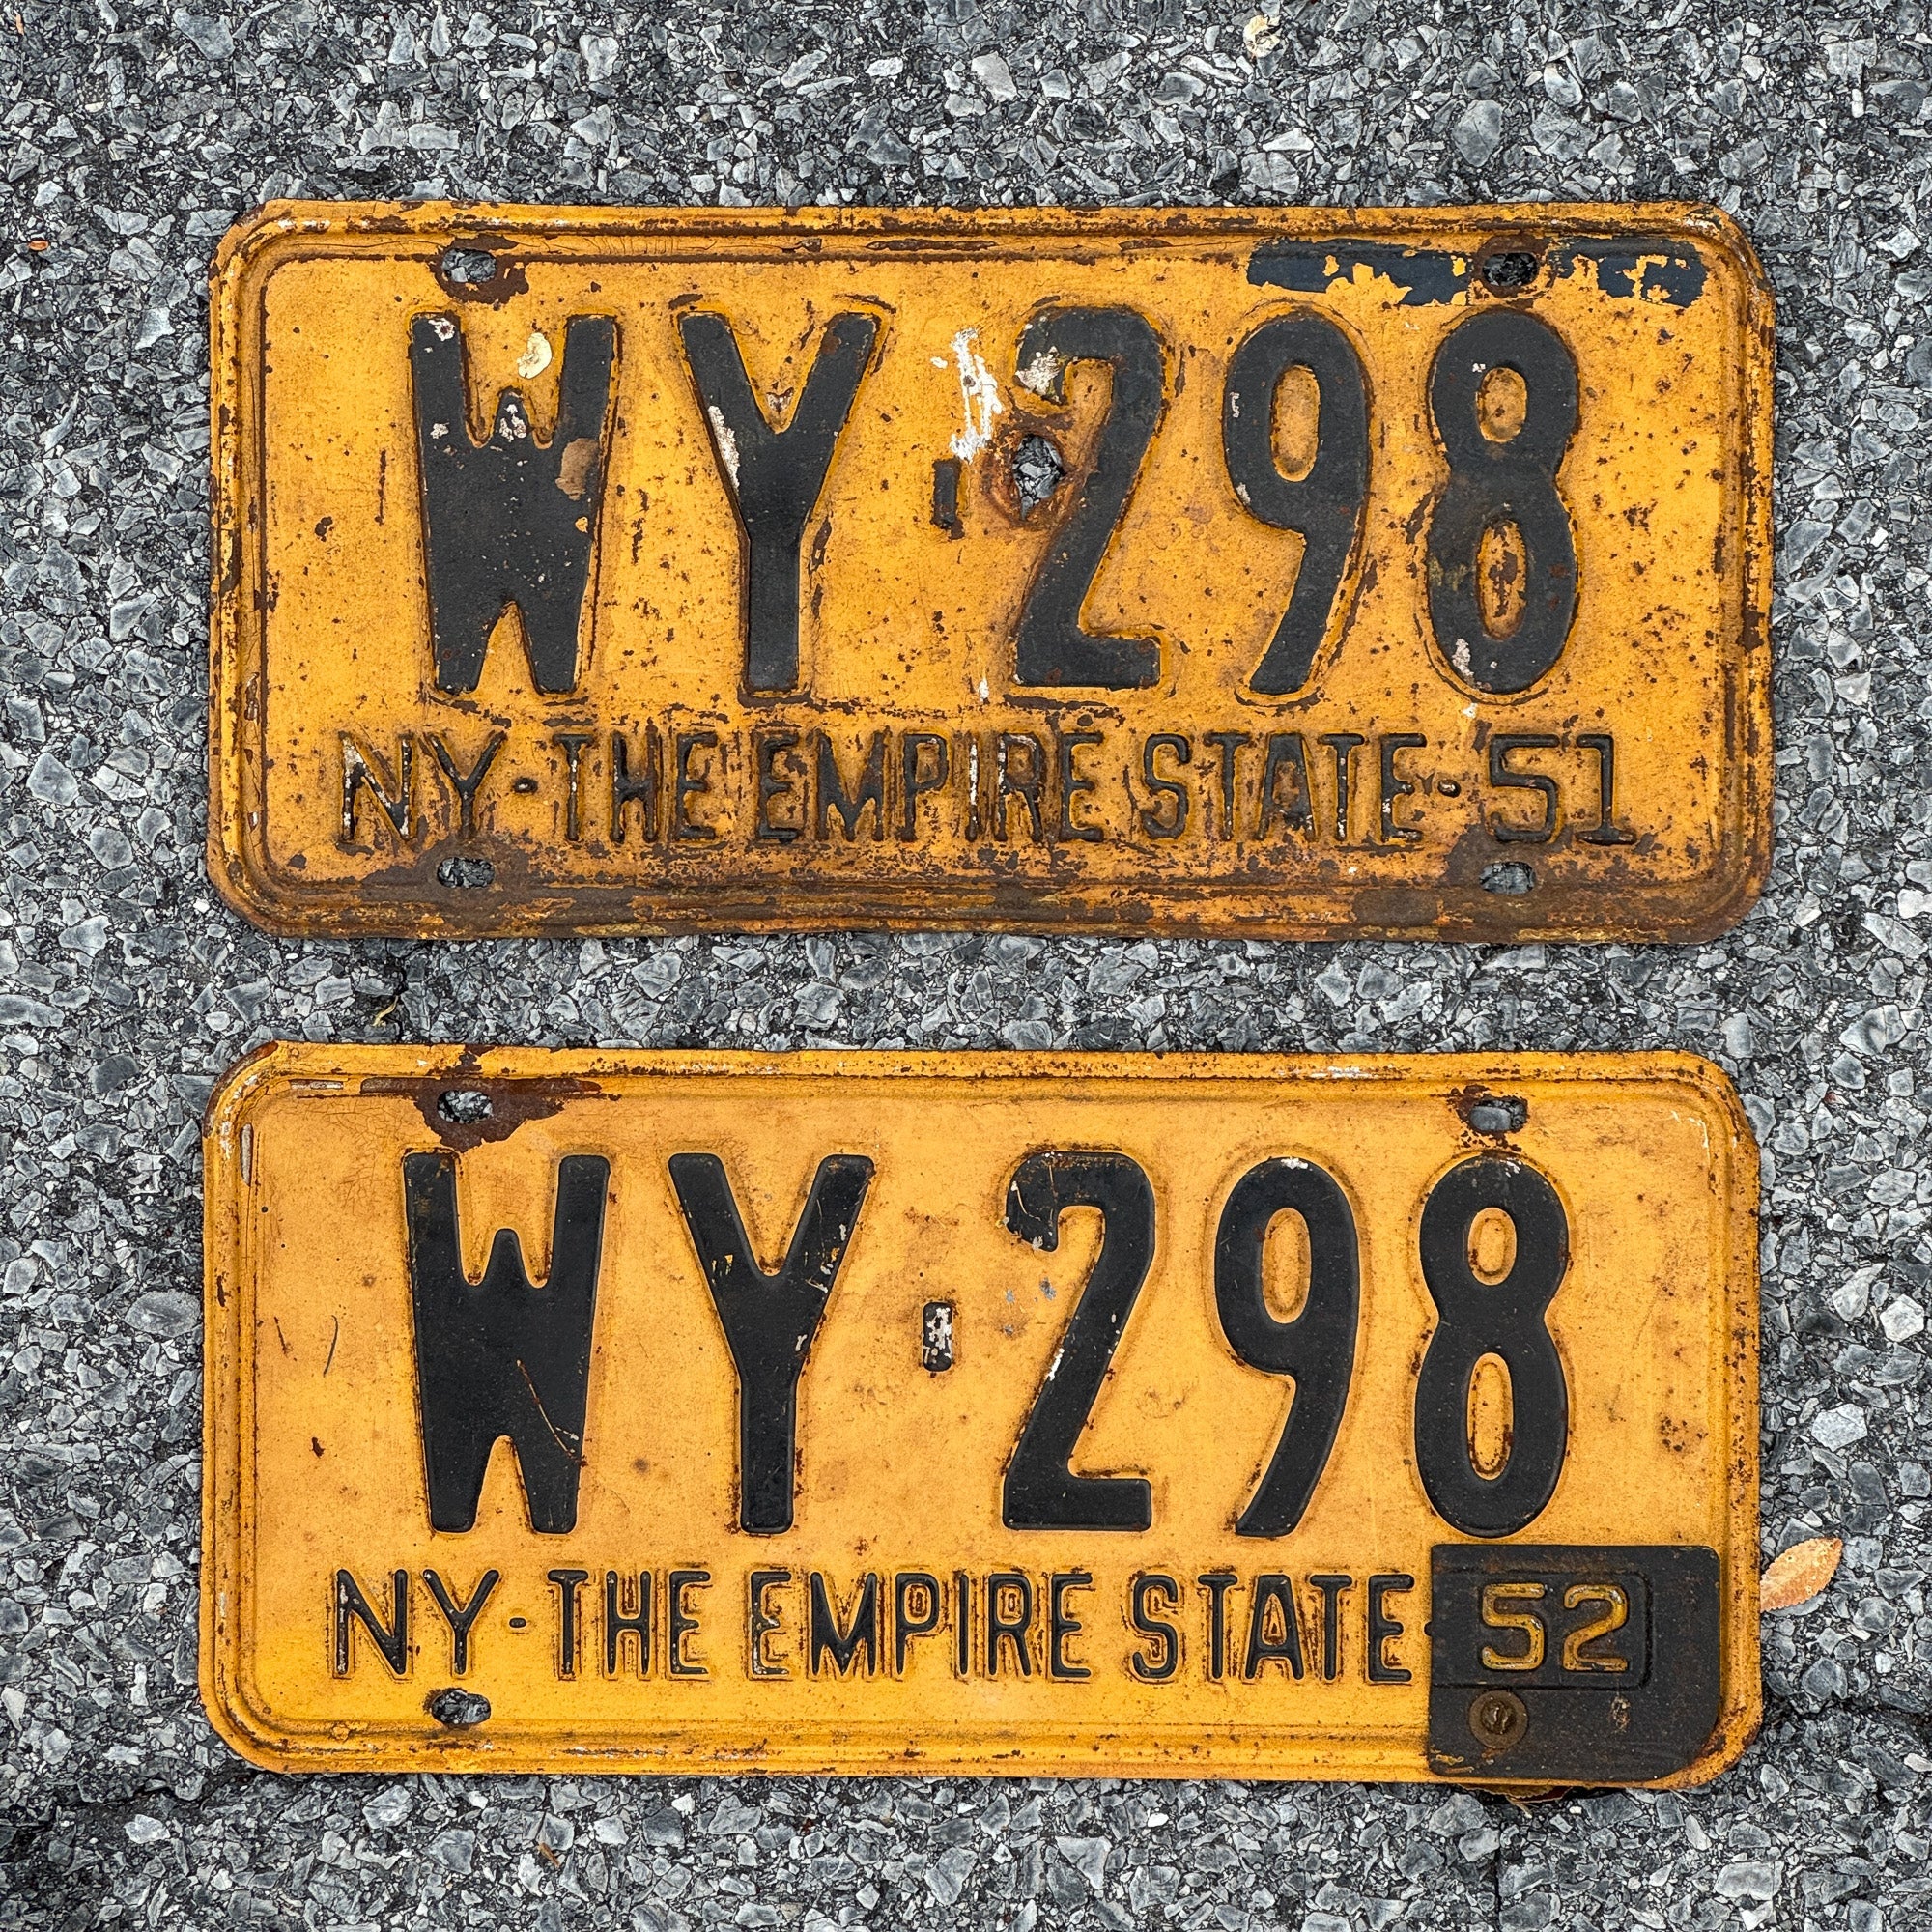 WY-298
NY-THE EMPIRE STATE-51
WY-298
NY-THE EMPIRE STATE 52